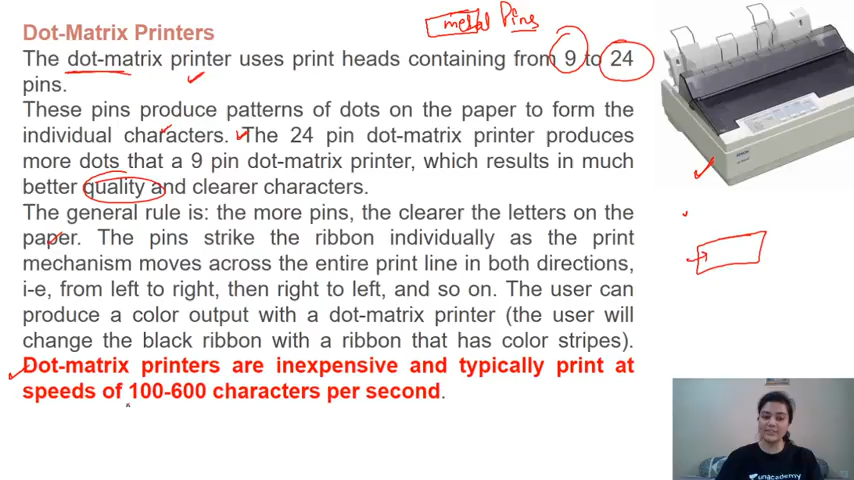 metal Pins
Dot-Matrix Printers
The dot-matrix printer uses print heads containing from 9 to 24
pins.
These pins produce patterns of dots on the paper to form the
individual characters. The 24 pin dot-matrix printer produces
more dots that a 9 pin dot-matrix printer, which results in much
better quality and clearer characters.
The general rule is: the more pins, the clearer the letters on the
paper. The pins strike the ribbon individually as the print
mechanism moves across the entire print line in both directions,
i-e, from left to right, then right to left, and so on. The user can
produce a color output with a dot-matrix printer (the user will
change the black ribbon with a ribbon that has color stripes).
Dot-matrix printers are inexpensive and typically print at
speeds of 100-600 characters per second.
unacademy